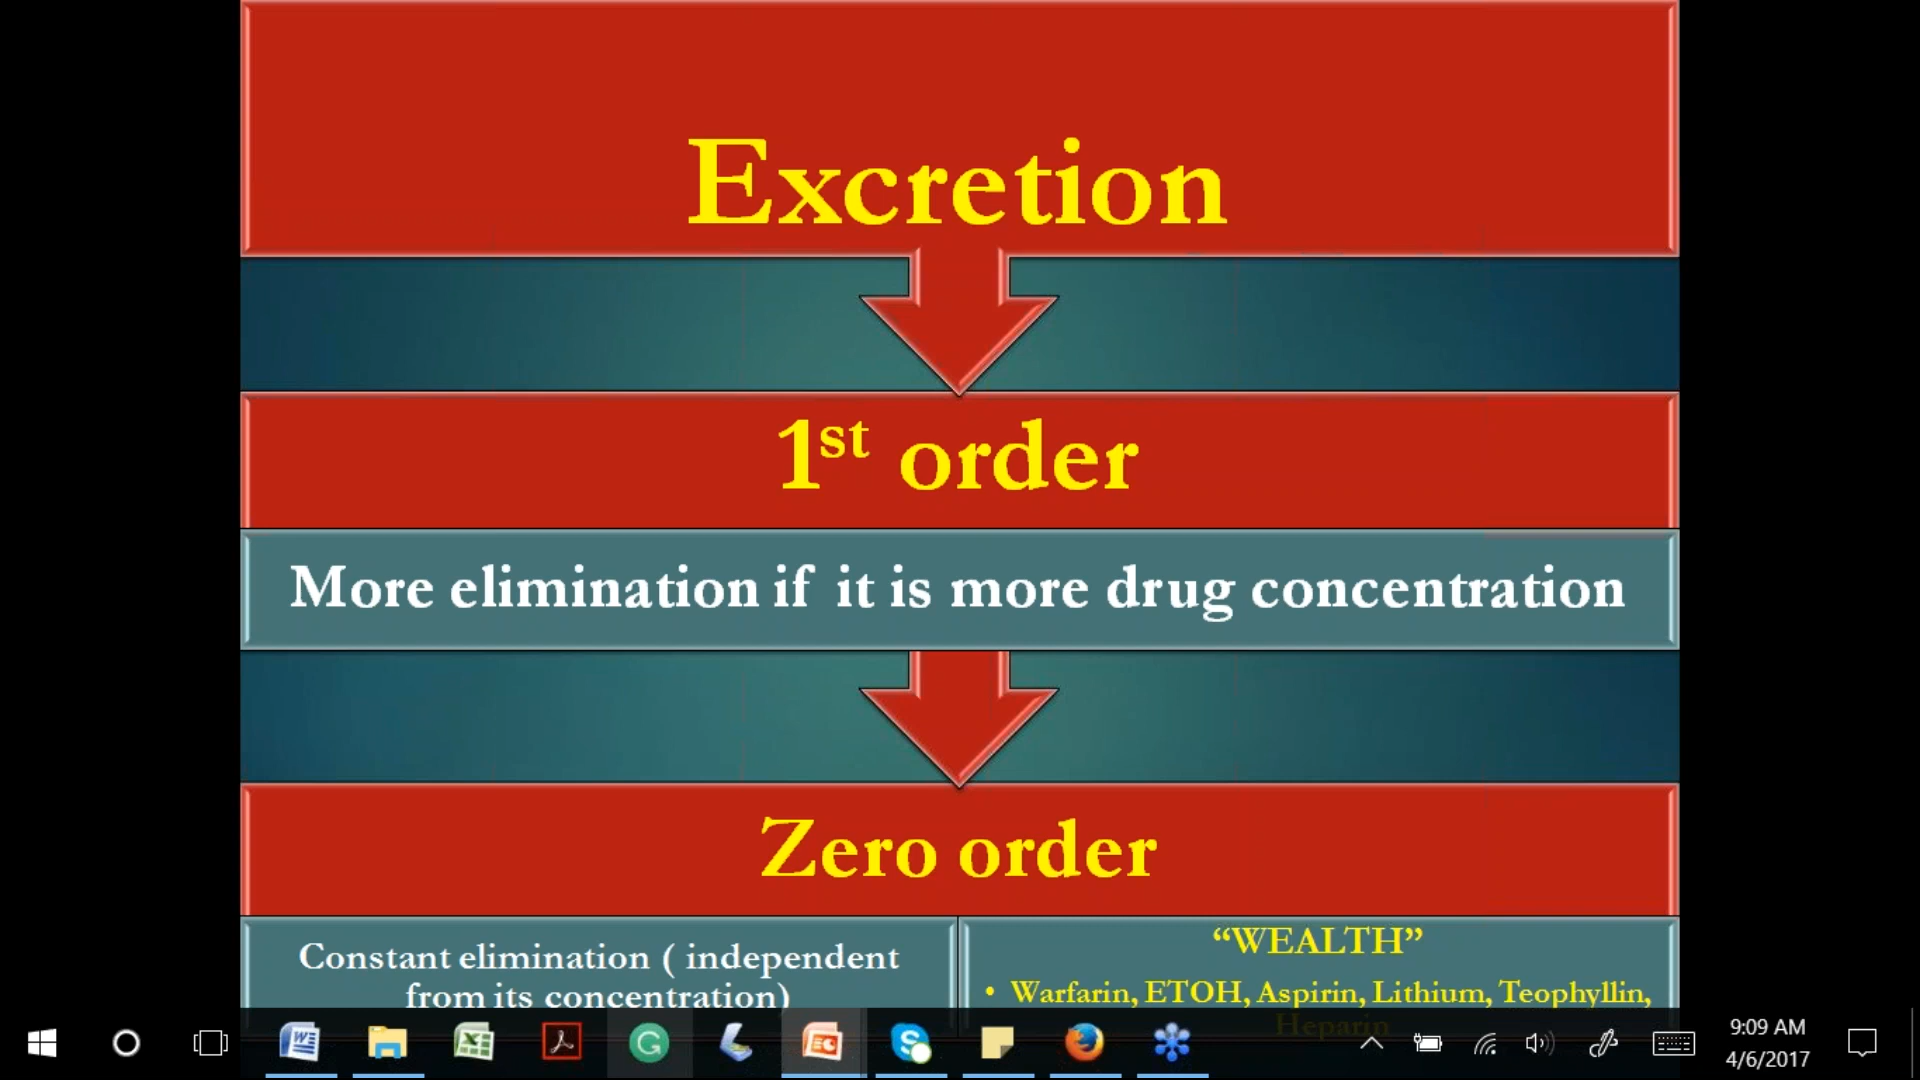 Excretion
1st order
More elimination if it is more drug concentration
Zero order
Constant elimination ( independent
from its concentration)
“WEALTH”
• Warfarin, ETOH, Aspirin, Lithium, Teophyllin,
Heparin
9:09 AM
4/6/2017